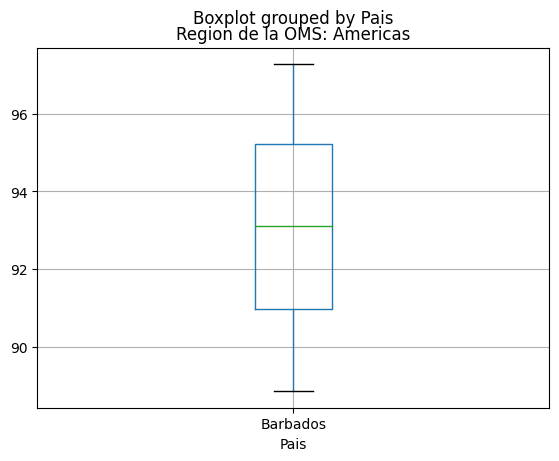 Boxplot grouped by Pais
Region de la OMS: Americas
96
94
92
90
Barbados
Pais